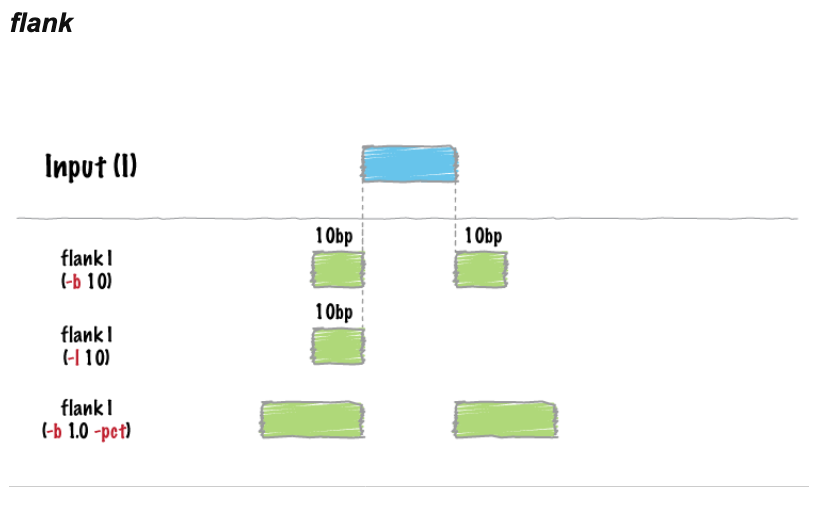 flank
Input (I)
10bp 10bp
flank I
(-b 10)
10bp
flank I
(-l 10)
flank I
(-b 1.0 -pct)